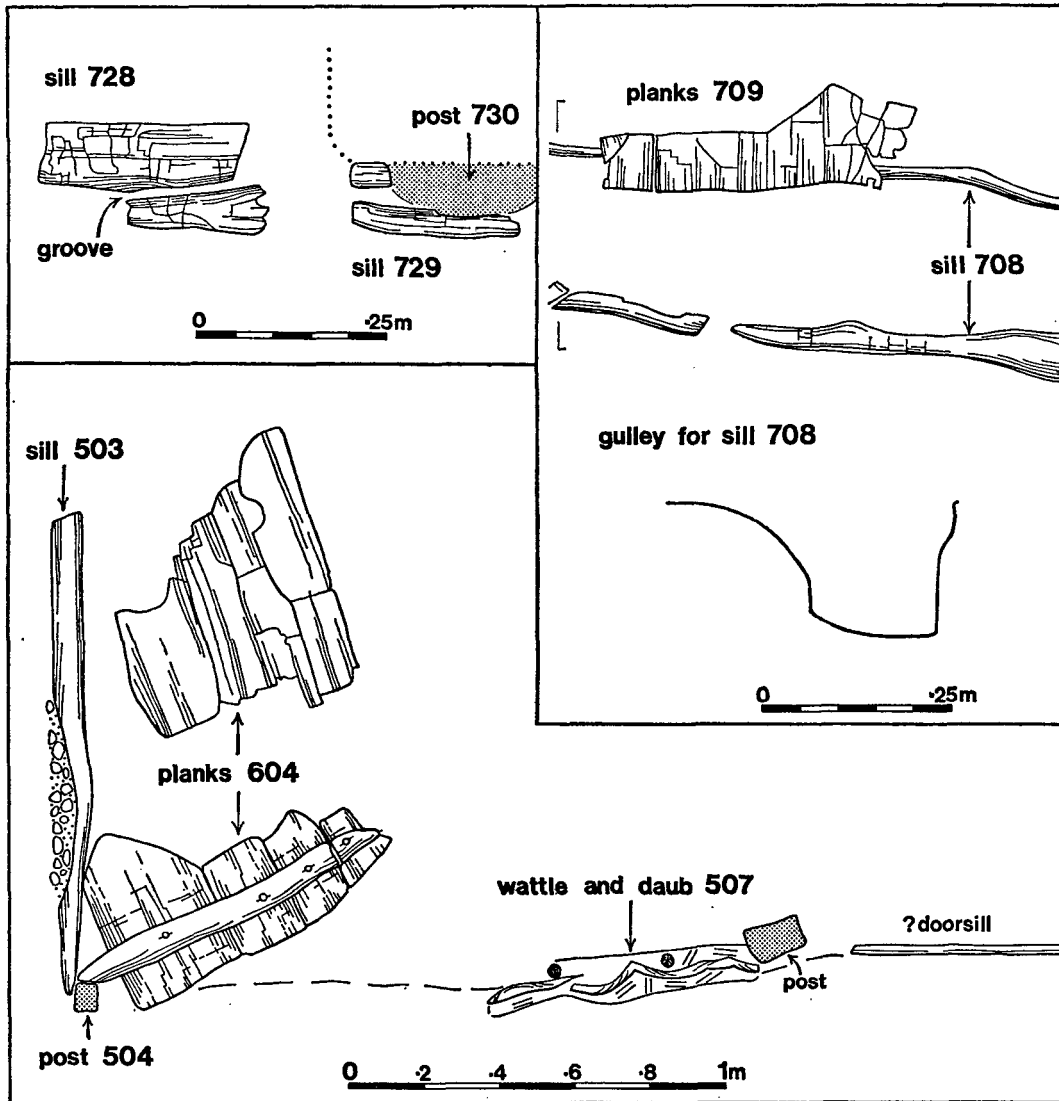 sill 728
post 730
groove
sill 729
0 ·25m
planks 709
sill 708
gulley for sill 708
0 ·25m
sill 503
planks 604
wattle and daub 507
?doorsill
post
post 504
0 ·2 ·4 ·6 ·8 1m